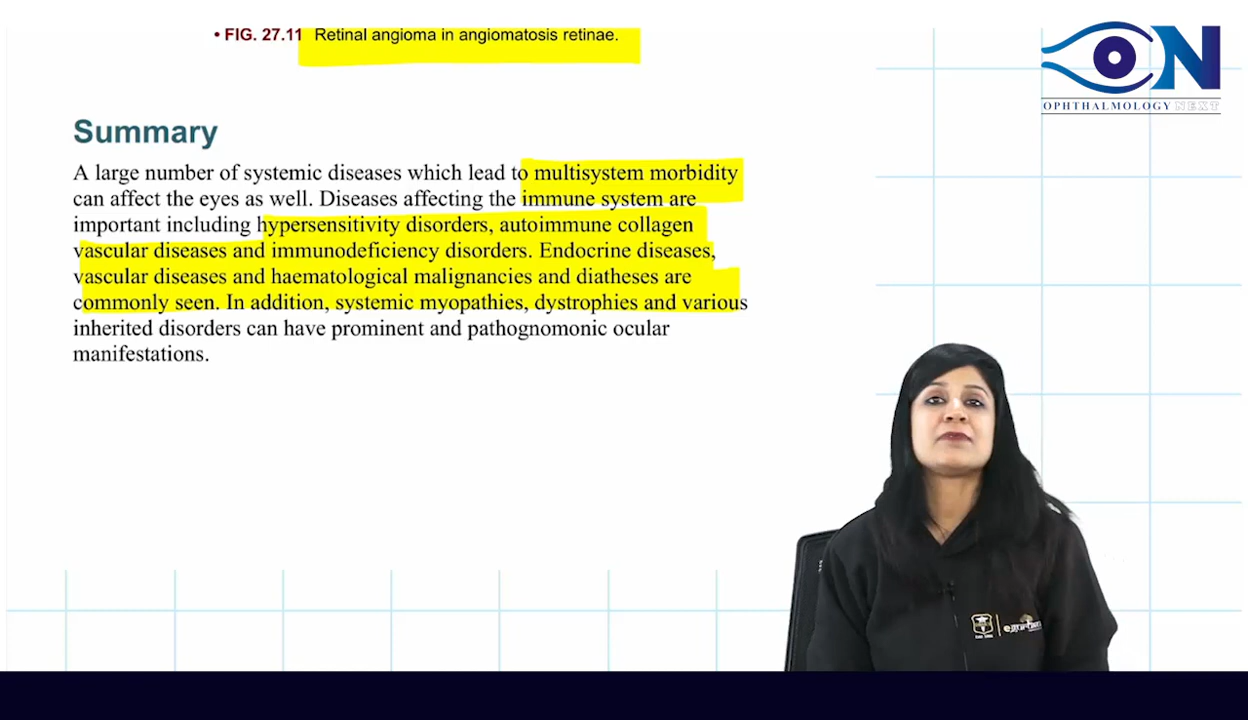 • FIG. 27.11 Retinal angioma in angiomatosis retinae.
ON
OPHTHALMOLOGY NEXT
Summary
A large number of systemic diseases which lead to multisystem morbidity
can affect the eyes as well. Diseases affecting the immune system are
important including hypersensitivity disorders, autoimmune collagen
vascular diseases and immunodeficiency disorders. Endocrine diseases,
vascular diseases and haematological malignancies and diatheses are
commonly seen. In addition, systemic myopathies, dystrophies and various
inherited disorders can have prominent and pathognomonic ocular
manifestations.